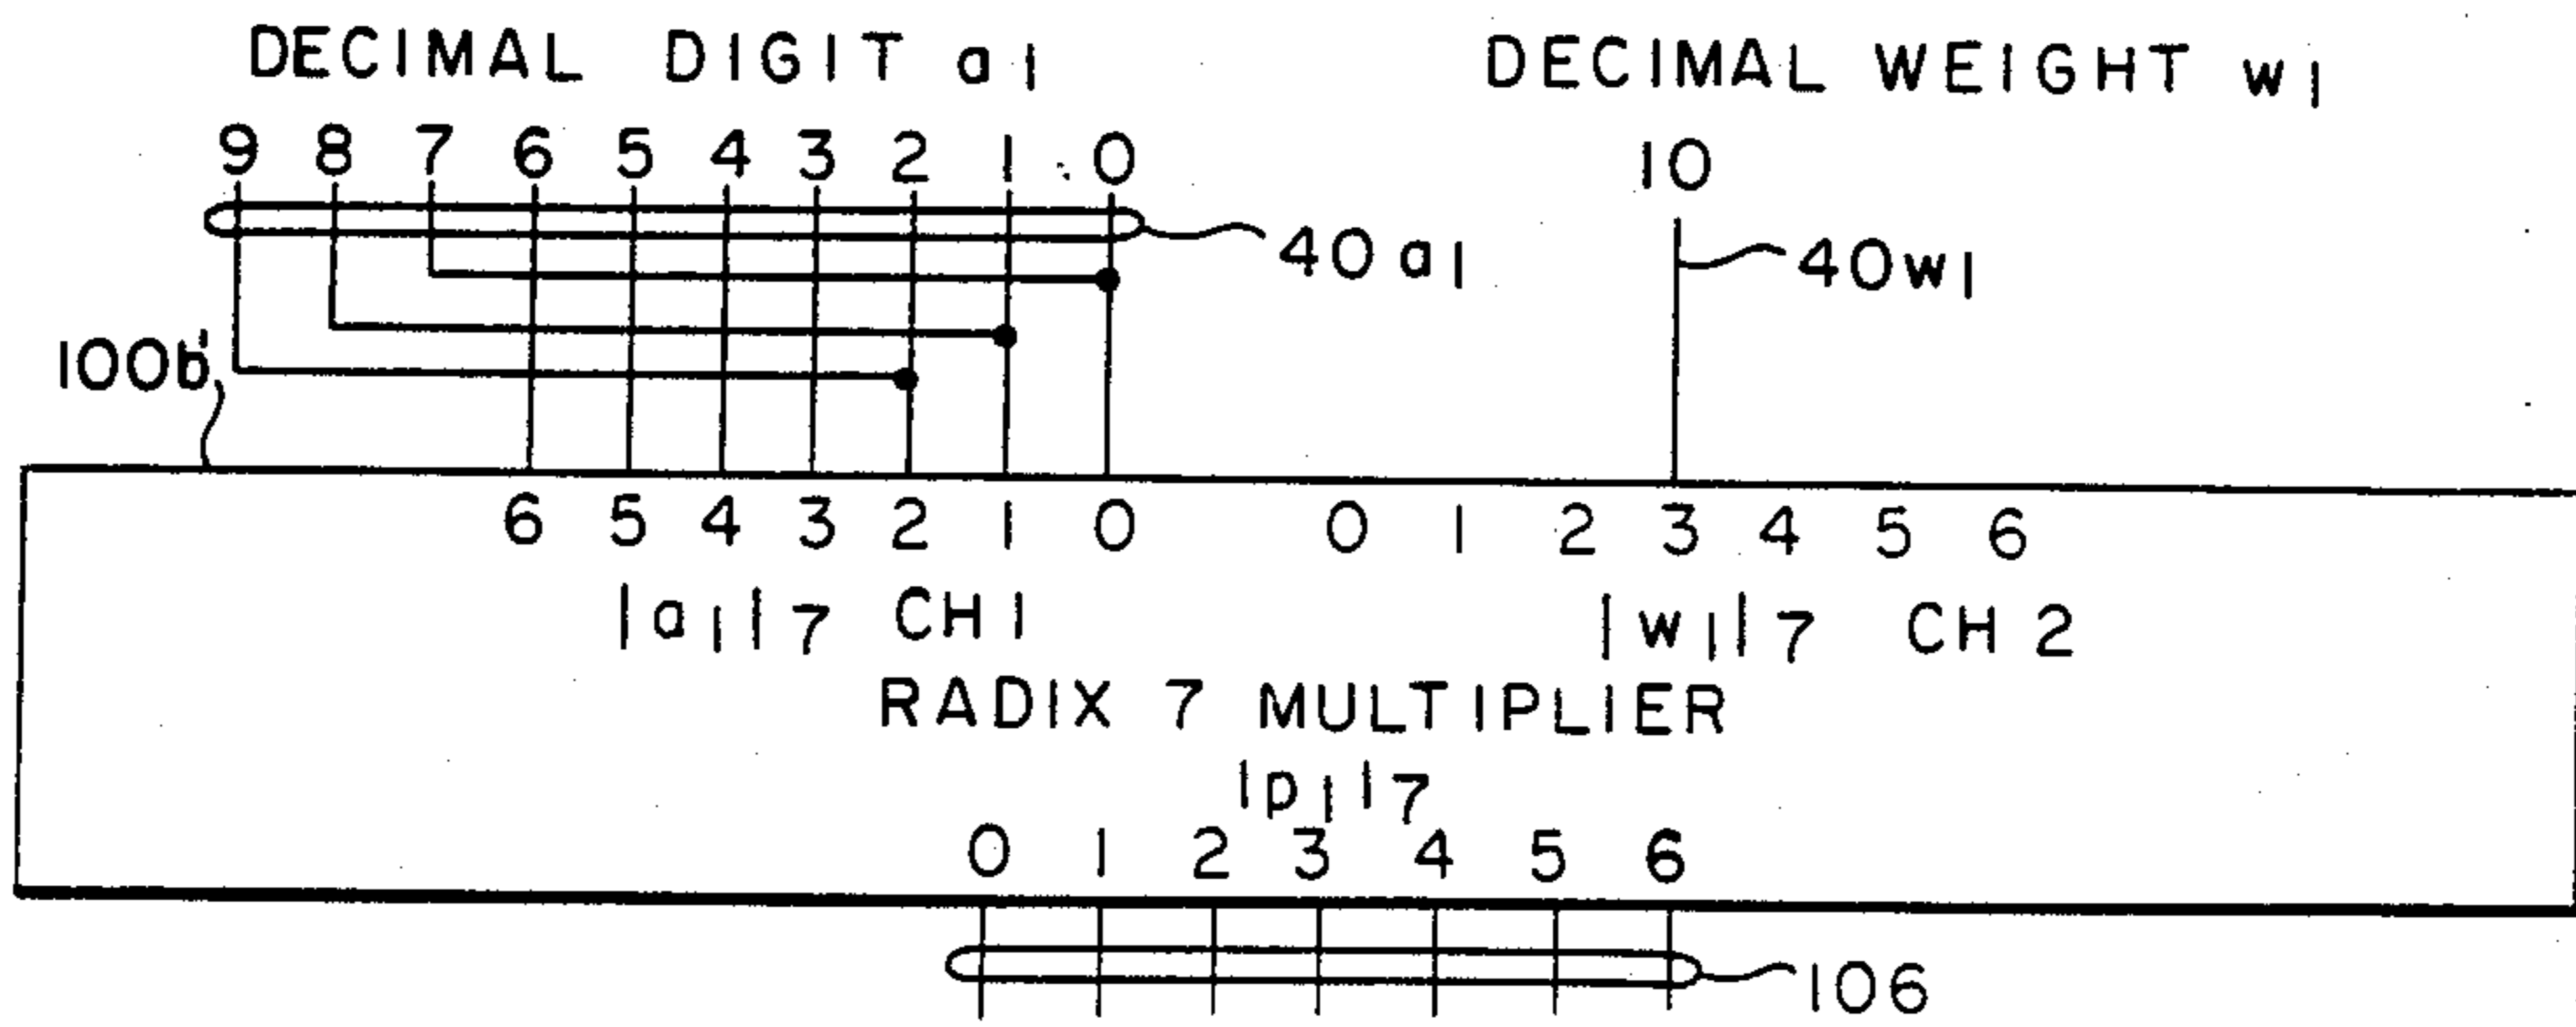 DECIMAL DIGIT a1 DECIMAL WEIGHT w1
9 8 7 6 5 4 3 2 1 0 10
40a1 40w1
100b'
6 5 4 3 2 1 0 0 1 2 3 4 5 6
|a1|7 CH1 |w1|7 CH2
RADIX 7 MULTIPLIER
|p1|7
0 1 2 3 4 5 6
106